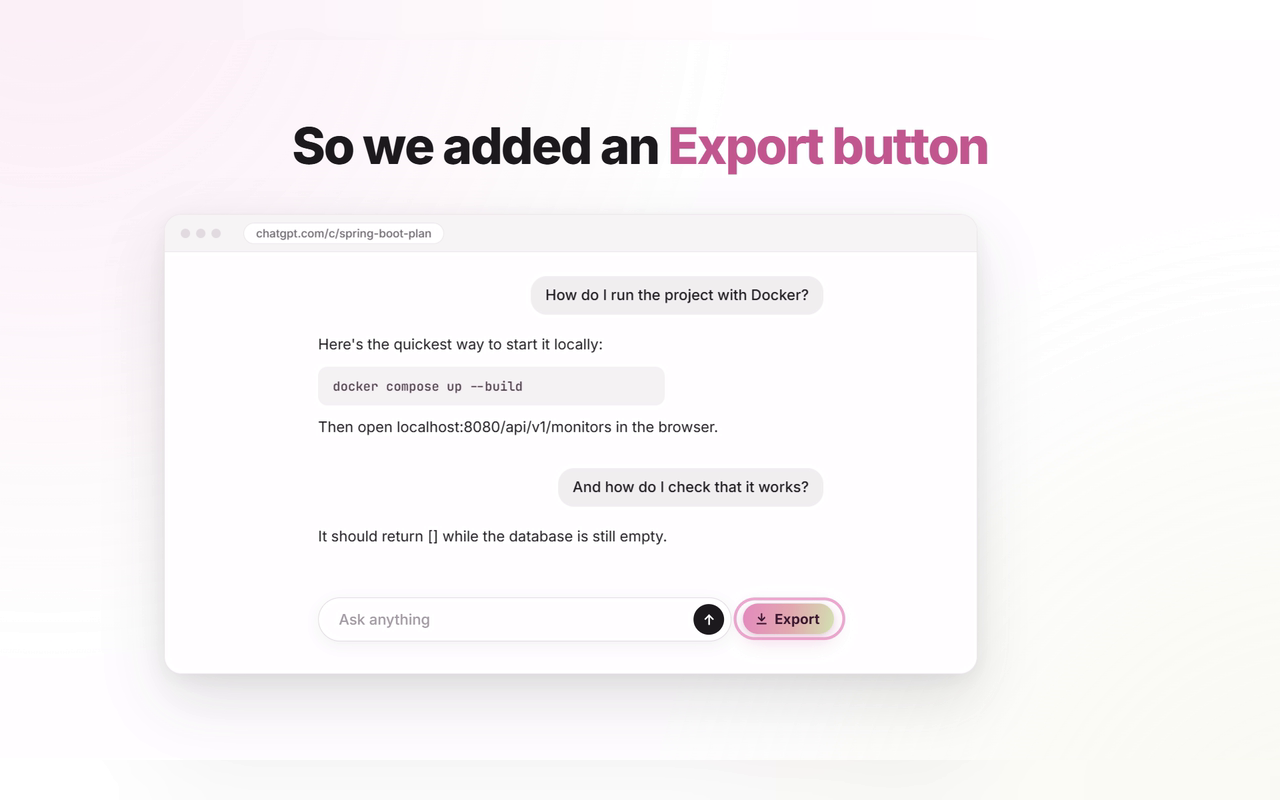 So we added an Export button
chatgpt.com/c/spring-boot-plan
How do I run the project with Docker?
Here's the quickest way to start it locally:
docker compose up --build
Then open localhost:8080/api/v1/monitors in the browser.
And how do I check that it works?
It should return [] while the database is still empty.
Ask anything
Export